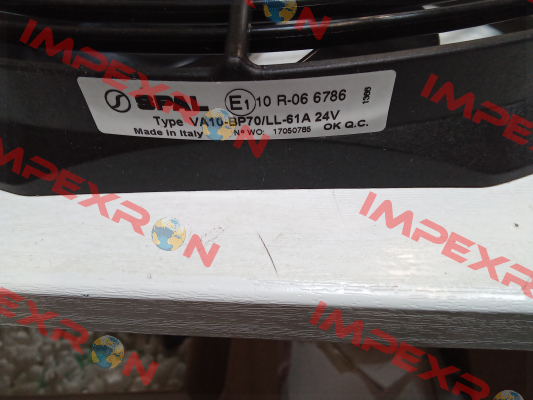 IMPEXRON
SPAL E1 10 R-06 6786 1366
Type VA10-BP70/LL-61A 24V
Made in Italy N° WO: 17050785 OK Q.C.
IMPEXRON
IMPEXRON
IMPEXRON
IMPEXRON